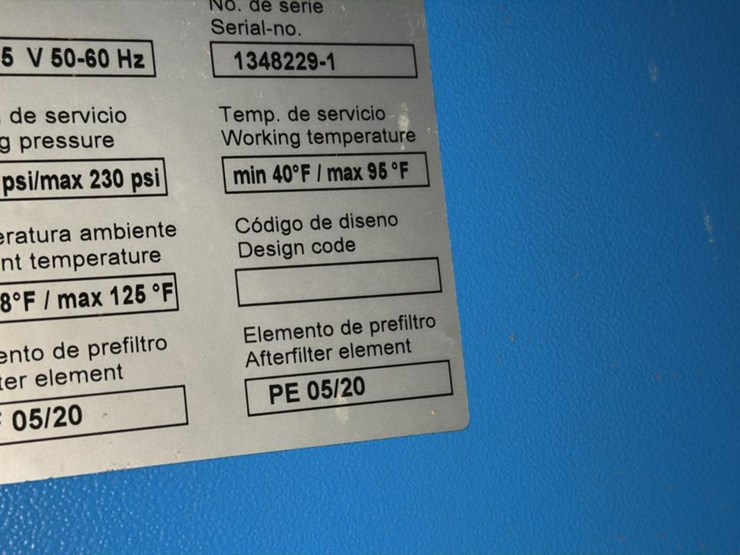 No. de serie
Serial-no.
5 V 50-60 Hz
1348229-1
de servicio
Temp. de servicio
g pressure
Working temperature
psi/max 230 psi
min 40°F / max 95 °F
eratura ambiente
Código de diseno
nt temperature
Design code
8°F / max 125 °F
ento de prefiltro
Elemento de prefiltro
ter element
Afterfilter element
05/20
PE 05/20